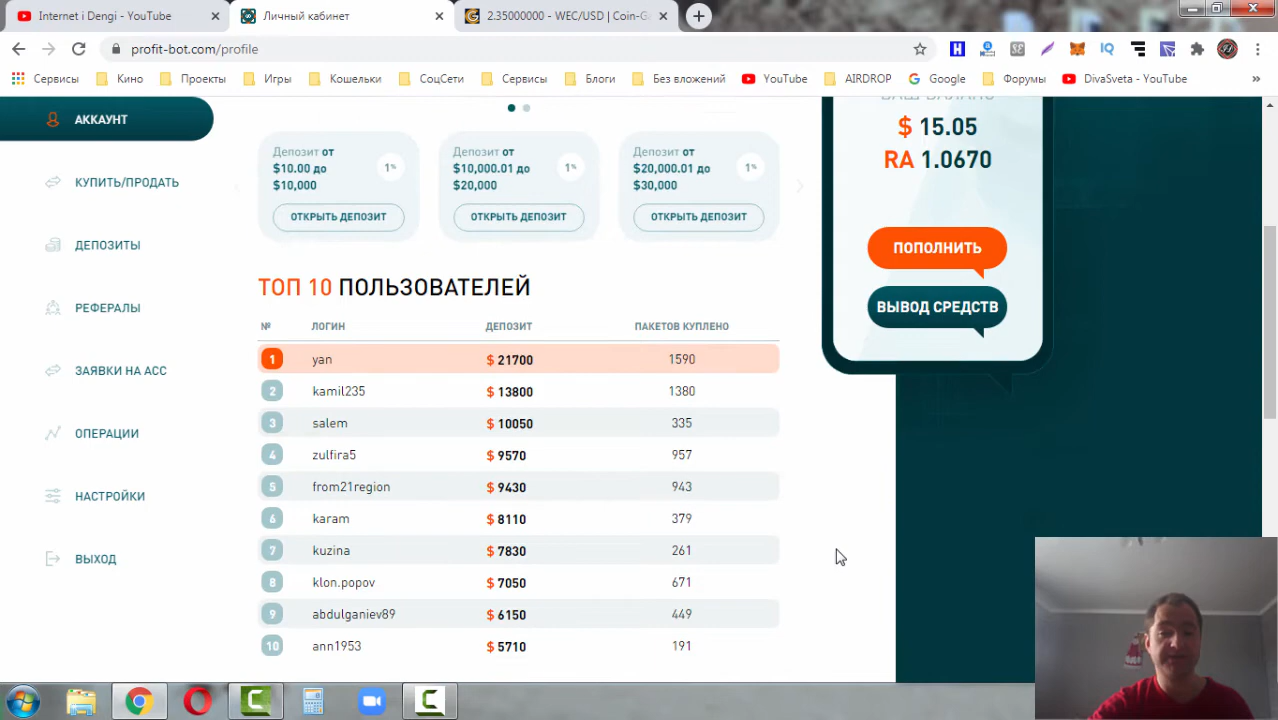 Internet i Dengi - YouTube
Личный кабинет
2.35000000 - WEC/USD | Coin-G
profit-bot.com/profile
Сервисы
Кино
Проекты
Игры
Кошельки
СоцСети
Сервисы
Блоги
Без вложений
YouTube
AIRDROP
Google
Форумы
DivaSveta - YouTube
»
АККАУНТ
КУПИТЬ/ПРОДАТЬ
ДЕПОЗИТЫ
РЕФЕРАЛЫ
ЗАЯВКИ НА АСС
ОПЕРАЦИИ
НАСТРОЙКИ
ВЫХОД
Депозит от
$10.00 до
$10,000
1%
ОТКРЫТЬ ДЕПОЗИТ
Депозит от
$10,000.01 до
$20,000
1%
ОТКРЫТЬ ДЕПОЗИТ
Депозит от
$20,000.01 до
$30,000
1%
ОТКРЫТЬ ДЕПОЗИТ
ВАШ БАЛАНС
$ 15.05
RA 1.0670
ПОПОЛНИТЬ
ВЫВОД СРЕДСТВ
ТОП 10 ПОЛЬЗОВАТЕЛЕЙ
№ ЛОГИН ДЕПОЗИТ ПАКЕТОВ КУПЛЕНО
1 yan $ 21700 1590
2 kamil235 $ 13800 1380
3 salem $ 10050 335
4 zulfira5 $ 9570 957
5 from21region $ 9430 943
6 karam $ 8110 379
7 kuzina $ 7830 261
8 klon.popov $ 7050 671
9 abdulganiev89 $ 6150 449
10 ann1953 $ 5710 191